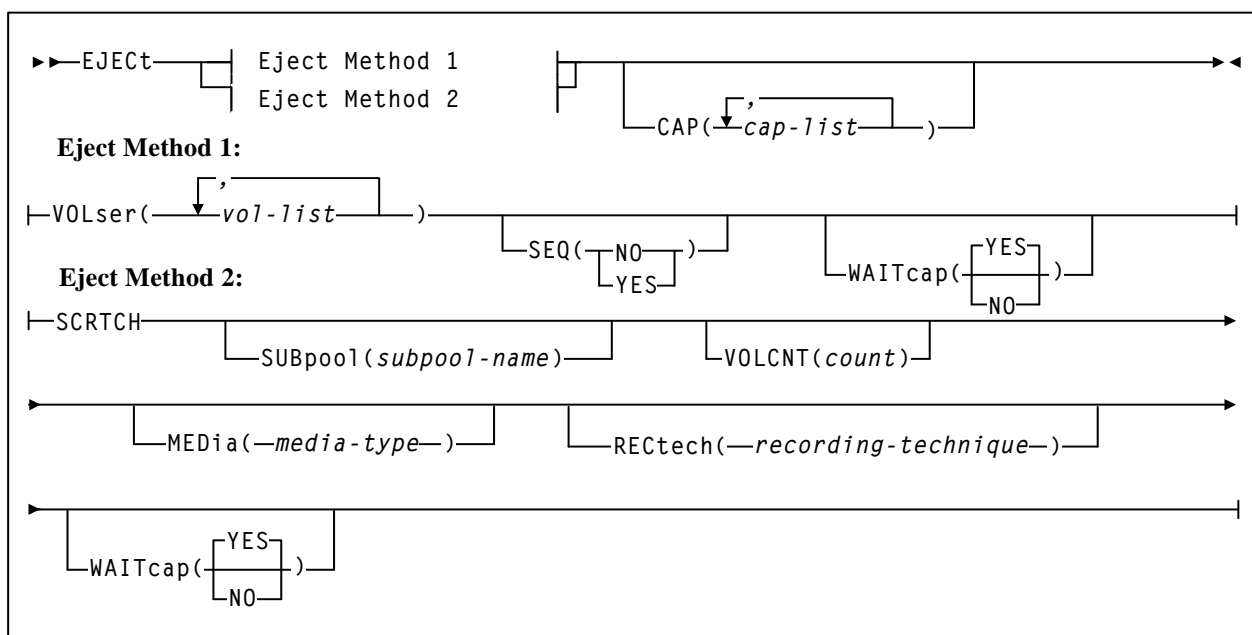 EJECt Eject Method 1
Eject Method 2
,
CAP( cap-list )
Eject Method 1:
,
VOLser( vol-list )
SEQ( NO )
YES
YES
WAITcap( )
NO
Eject Method 2:
SCRTCH
SUBpool(subpool-name) VOLCNT(count)
MEDia( media-type ) RECtech( recording-technique )
YES
WAITcap( )
NO